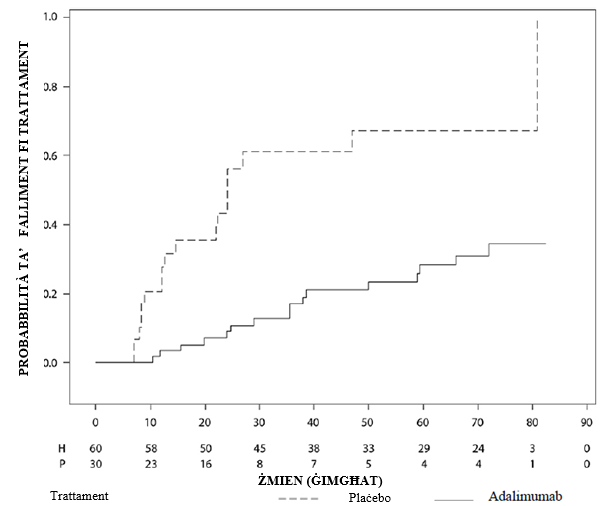 PROBABBILITÀ TA’ FALLIMENT FI TRATTAMENT
1.0
0.8
0.6
0.4
0.2
0.0
0 10 20 30 40 50 60 70 80 90
H 60 58 50 45 38 33 29 24 3 0
P 30 23 16 8 7 5 4 4 1 0
ŻMIEN (ĠIMGĦAT)
Trattament Plaċebo Adalimumab